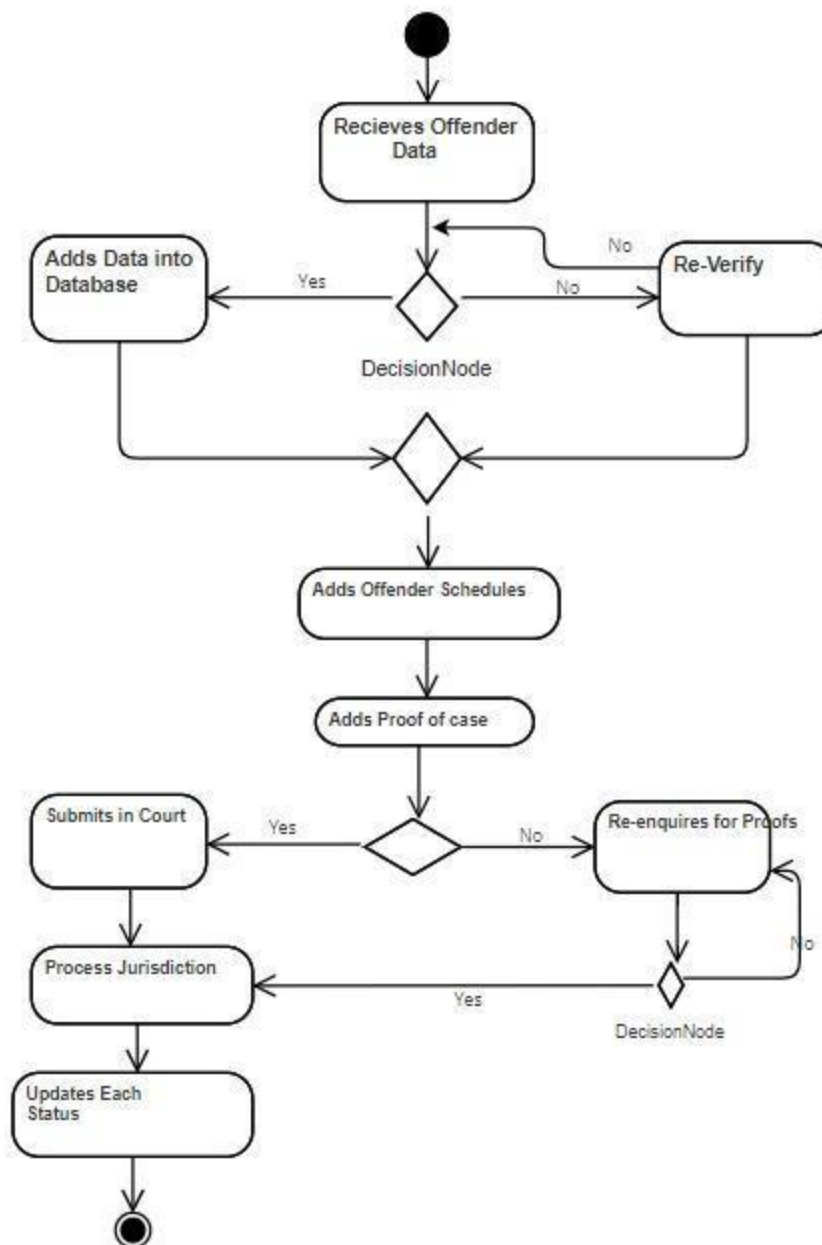 Recieves Offender
Data
No
Adds Data into
Database
Re-Verify
Yes
No
DecisionNode
Adds Offender Schedules
Adds Proof of case
Submits in Court
Re-enquires for Proofs
Yes
No
No
Process Jurisdiction
Yes
DecisionNode
Updates Each
Status